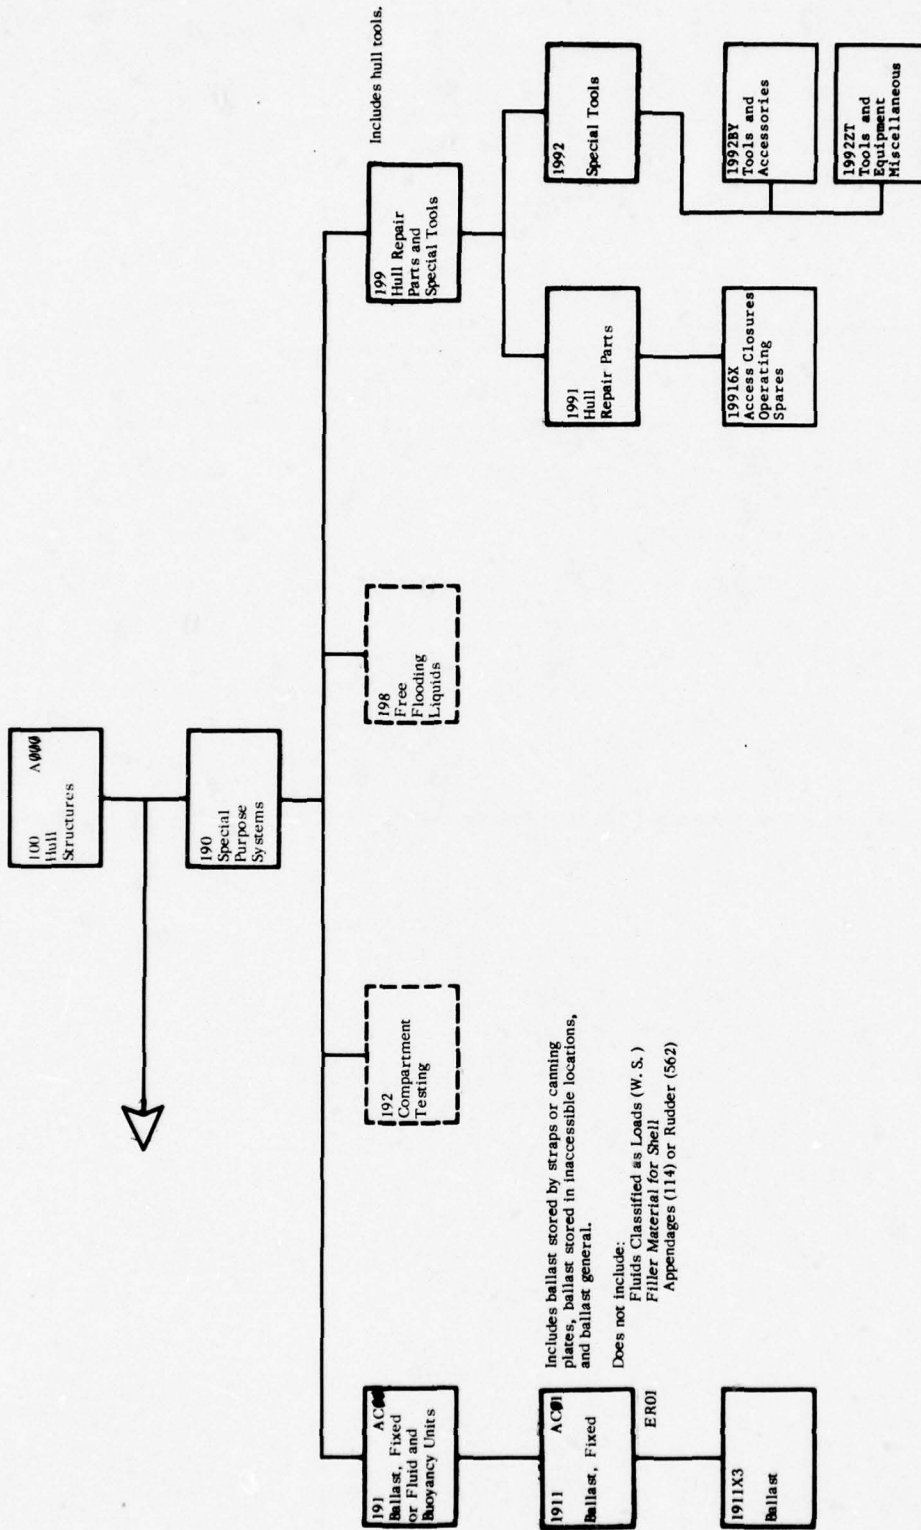 100 A000
Hull
Structures
190
Special
Purpose
Systems
191
Ballast, Fixed
or Fluid and
Buoyancy Units
192
Compartment
Testing
198
Free
Flooding
Liquids
199
Hull Repair
Parts and
Special Tools
Includes hull tools.
1911 AC01
Ballast, Fixed
Includes ballast stored by straps or canning
plates, ballast stored in inaccessible locations,
and ballast general.
Does not include:
Fluids Classified as Loads (W. S. )
Filler Material for Shell
Appendages (114) or Rudder (562)
ER01
1911X3
Ballast
1991
Hull
Repair Parts
1992
Special Tools
19916X
Access Closures
Operating
Spares
1992BY
Tools and
Accessories
1992ZT
Tools and
Equipment
Miscellaneous